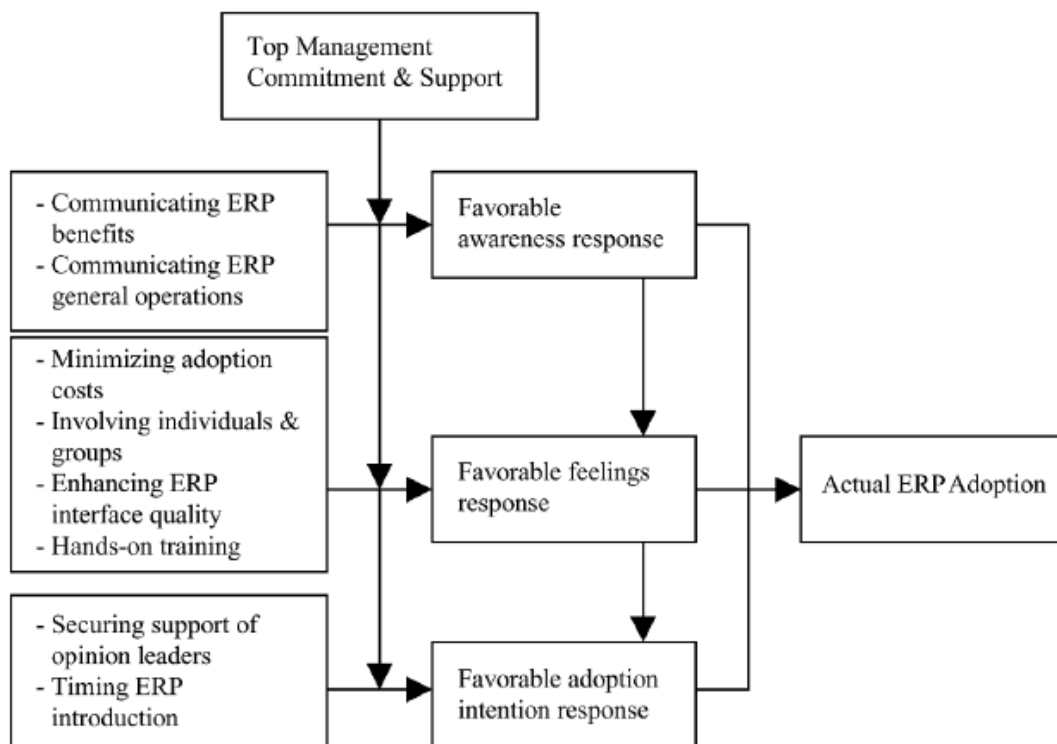 Top Management
Commitment & Support
- Communicating ERP
benefits
- Communicating ERP
general operations
Favorable
awareness response
- Minimizing adoption
costs
- Involving individuals &
groups
- Enhancing ERP
interface quality
- Hands-on training
Favorable feelings
response
Actual ERP Adoption
- Securing support of
opinion leaders
- Timing ERP
introduction
Favorable adoption
intention response